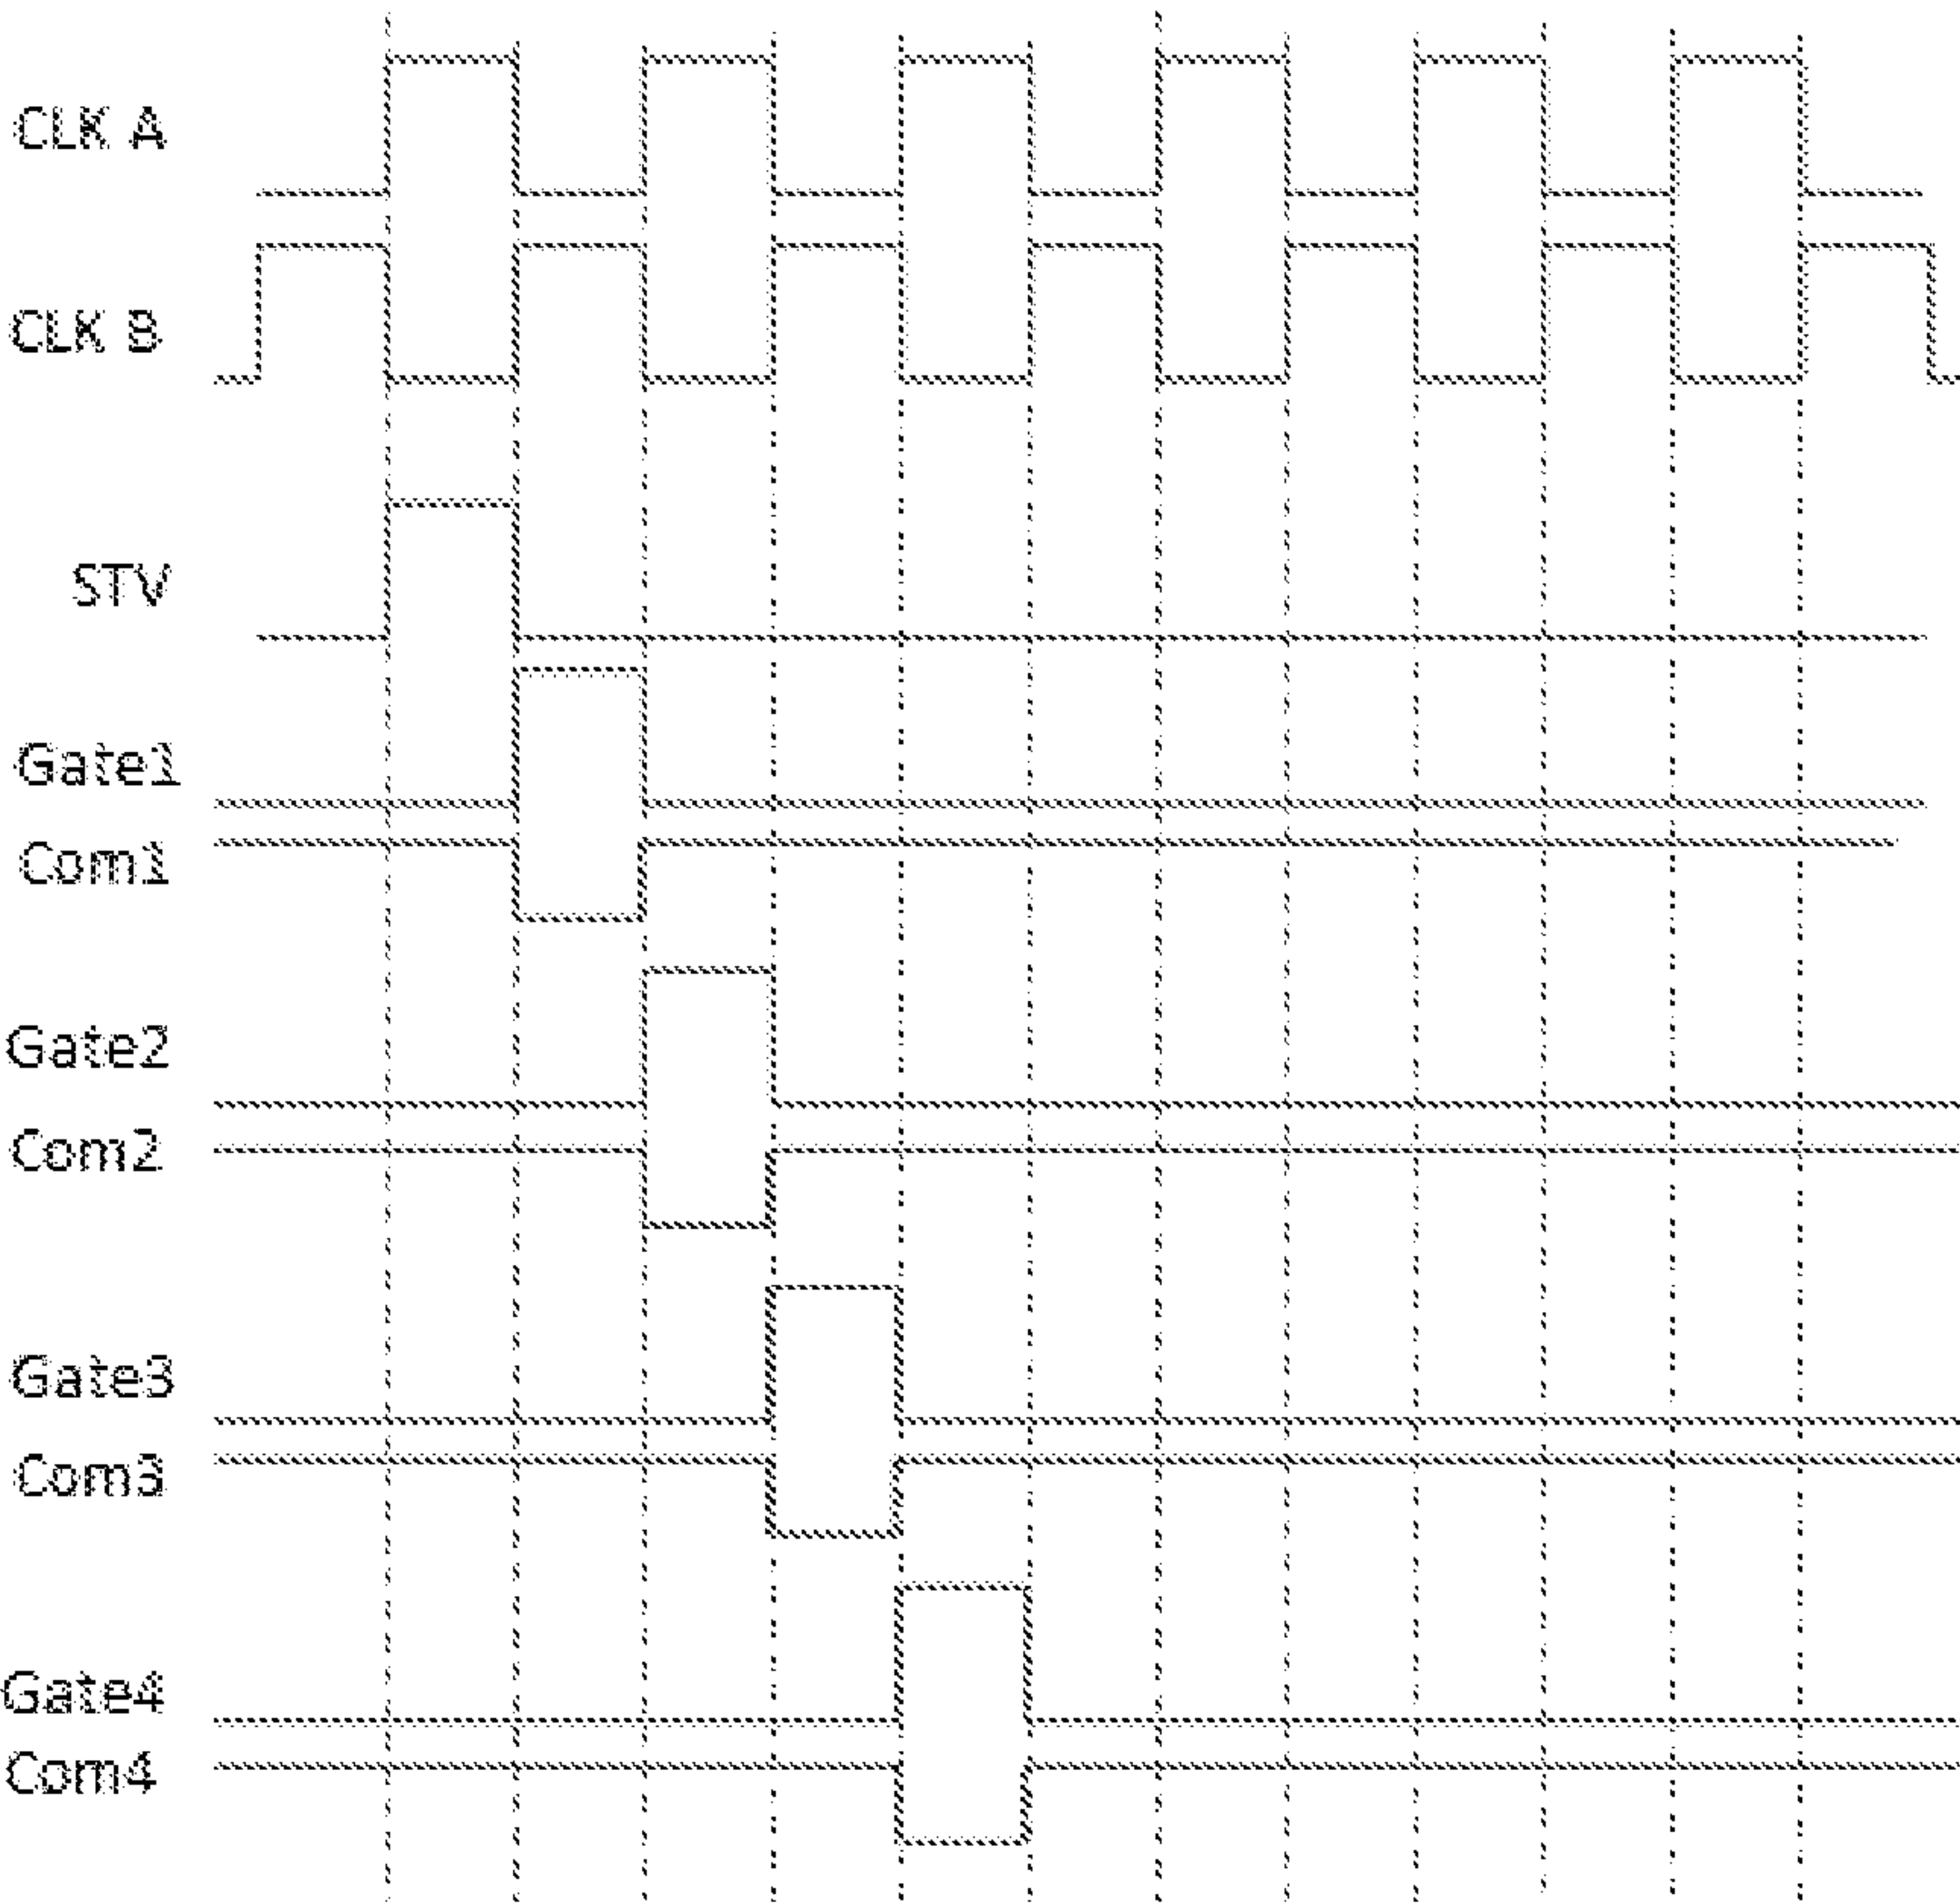 CLK A
CLK B
STV
Gate1
Com1
Gate2
Com2
Gate3
Com3
Gate4
Com4